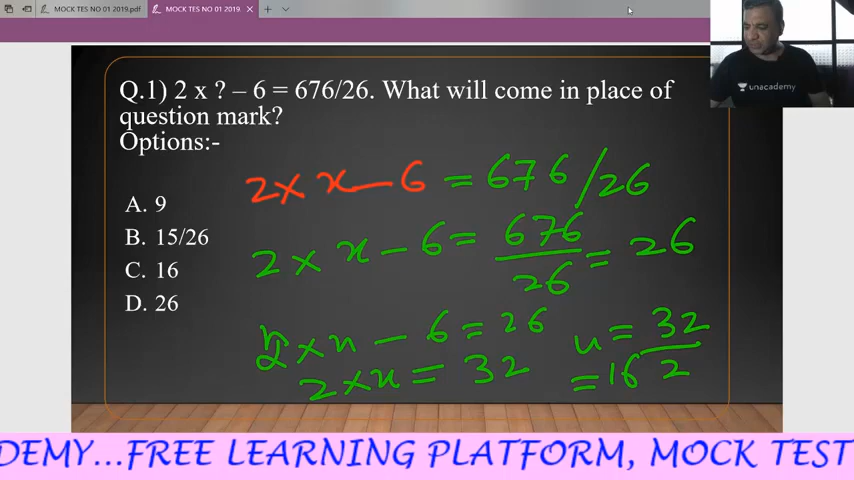 MOCK TES NO 01 2019.pdf
MOCK TES NO 01 2019.
unacademy
Q.1) 2 x ? – 6 = 676/26. What will come in place of
question mark?
Options:-
A. 9
B. 15/26
C. 16
D. 26
2 × x — 6 = 676/26
2 × x – 6 = 676/26 = 26
2 × x – 6 = 26
2 × x = 32
x = 32/2
= 16
DEMY...FREE LEARNING PLATFORM, MOCK TEST